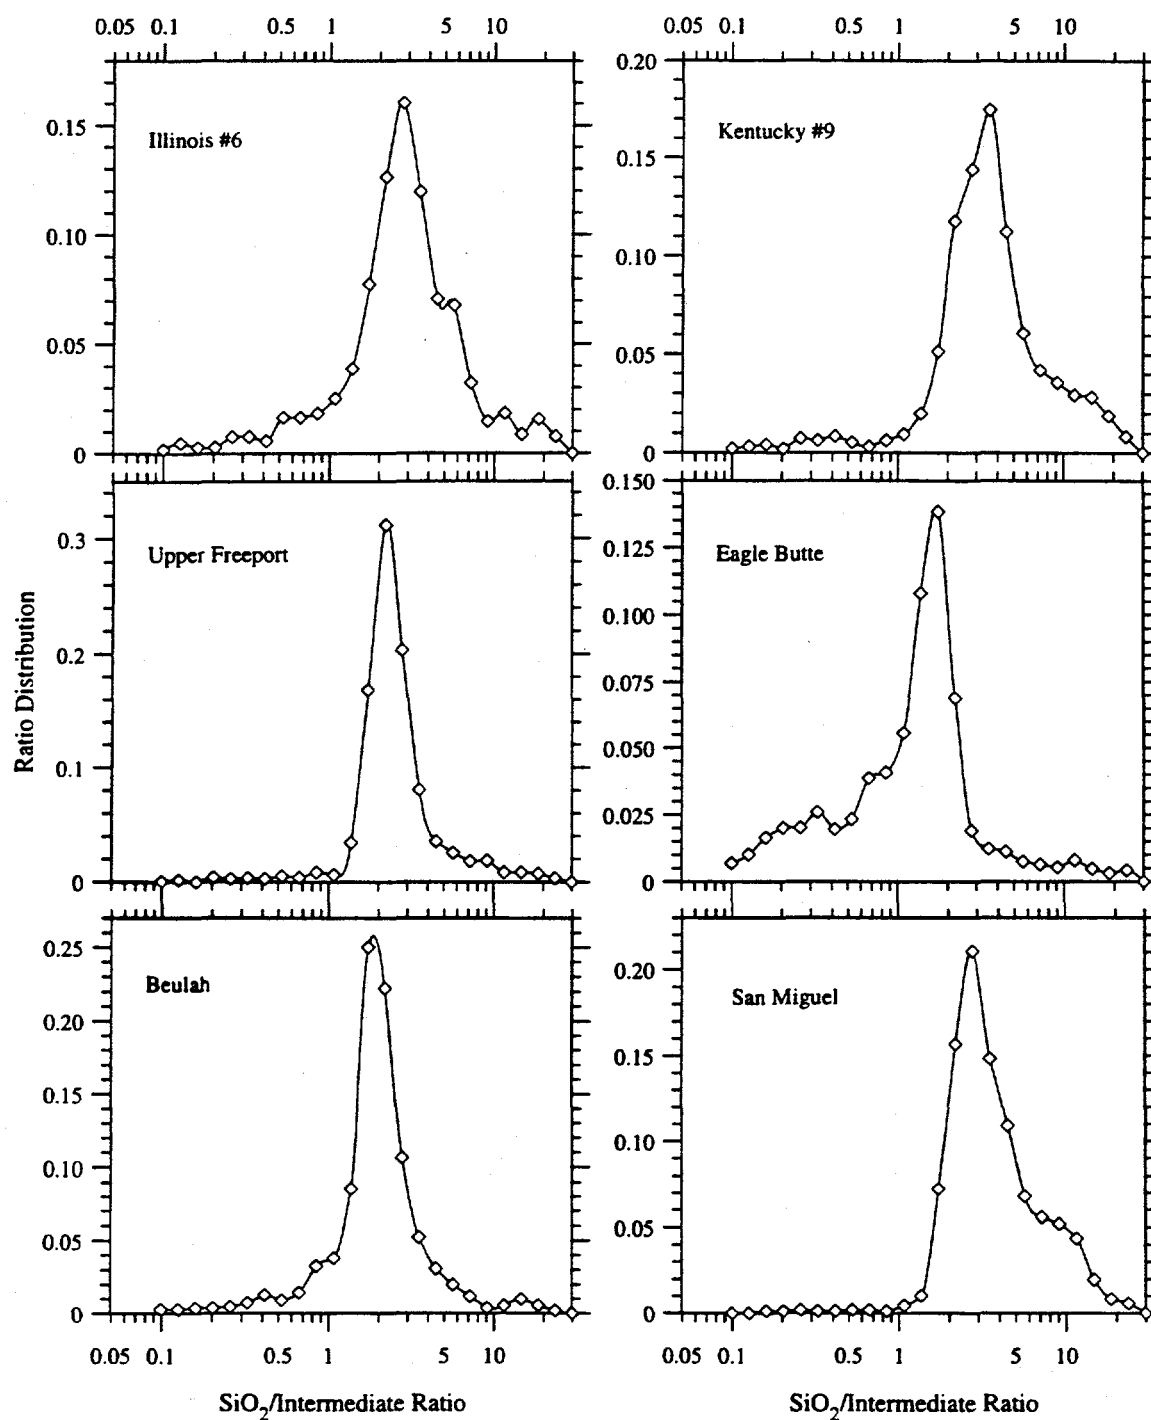 0.05 0.1 0.5 1 5 10
0.05 0.1 0.5 1 5 10
Illinois #6
0.15
0.10
0.05
0
Kentucky #9
0.20
0.15
0.10
0.05
0
Upper Freeport
0.3
0.2
0.1
0
Eagle Butte
0.150
0.125
0.100
0.075
0.050
0.025
0
Ratio Distribution
Beulah
0.25
0.20
0.15
0.10
0.05
0
San Miguel
0.20
0.15
0.10
0.05
0
0.05 0.1 0.5 1 5 10
0.05 0.1 0.5 1 5 10
SiO2/Intermediate Ratio
SiO2/Intermediate Ratio